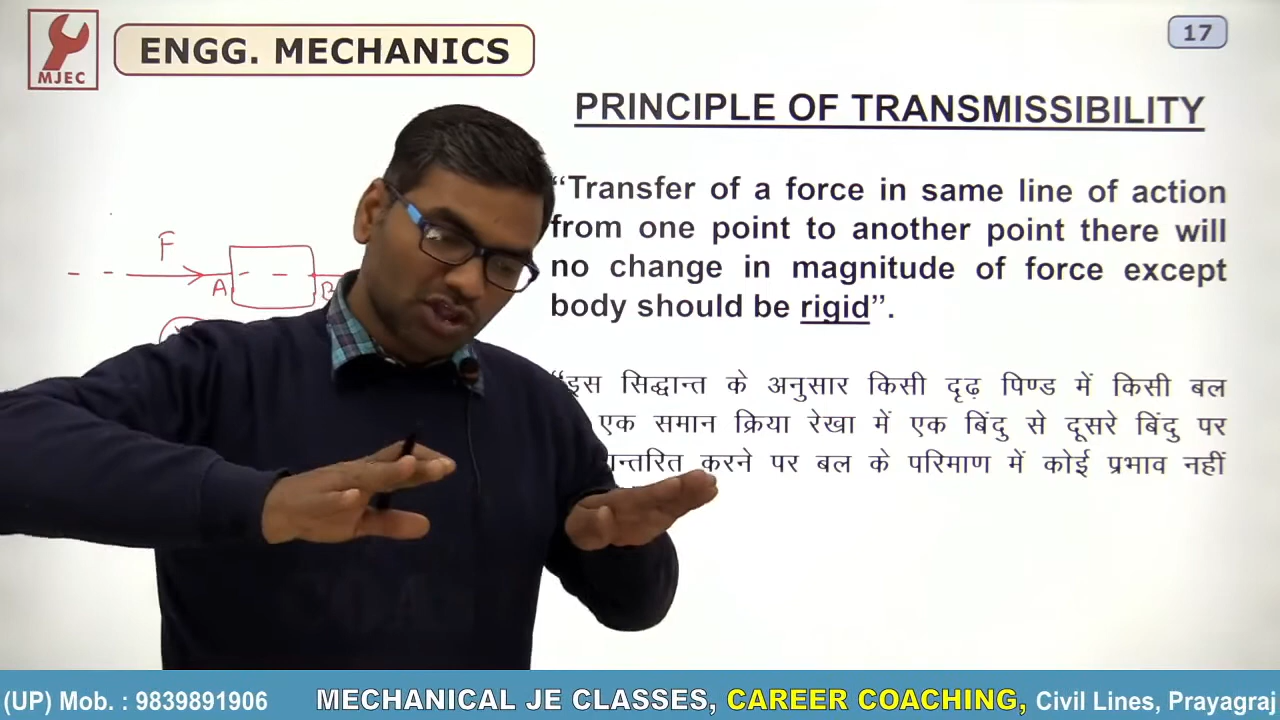 MJEC
ENGG. MECHANICS
17
PRINCIPLE OF TRANSMISSIBILITY
“Transfer of a force in same line of action
from one point to another point there will
no change in magnitude of force except
body should be rigid”.
F
A
B
“इस सिद्धान्त के अनुसार किसी दृढ़ पिण्ड में किसी बल
एक समान क्रिया रेखा में एक बिंदु से दूसरे बिंदु पर
करने पर बल के परिमाण में कोई प्रभाव नहीं
(UP) Mob. : 9839891906 MECHANICAL JE CLASSES, CAREER COACHING, Civil Lines, Prayagraj